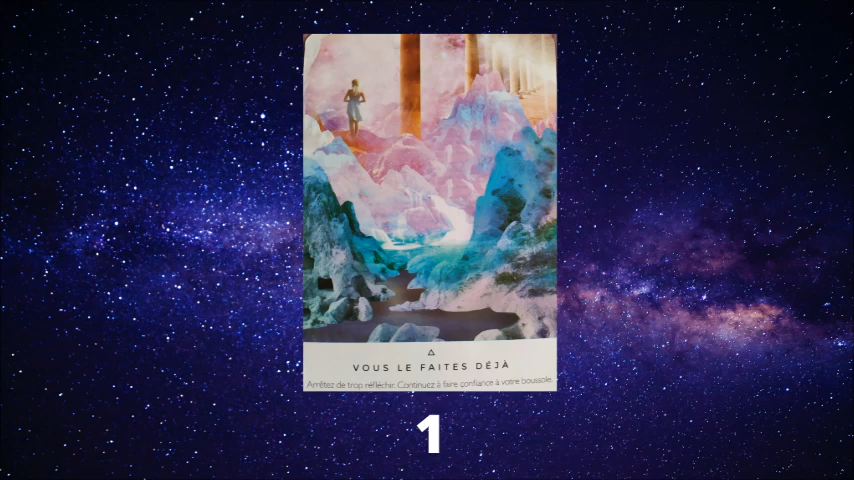 VOUS LE FAITES DÉJÀ
Arrêtez de trop réfléchir. Continuez à faire confiance à votre boussole.
1